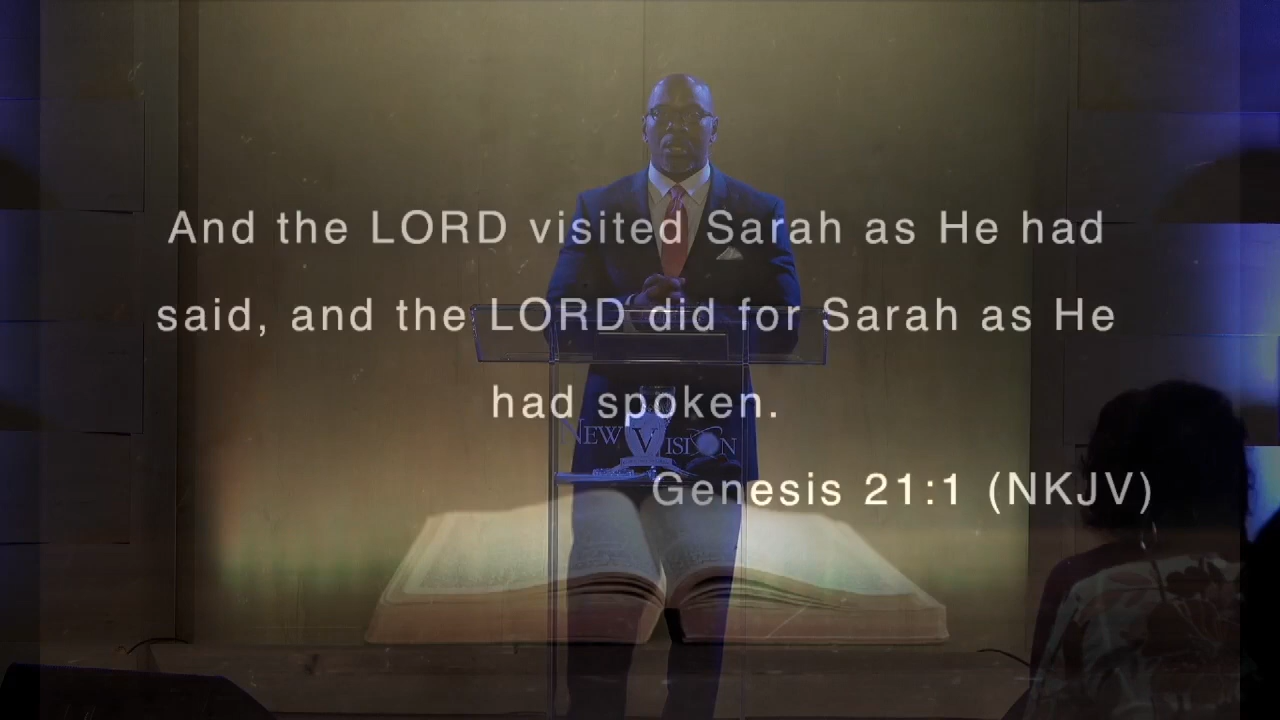 And the LORD visited Sarah as He had
said, and the LORD did for Sarah as He
had spoken.
Genesis 21:1 (NKJV)
NEW VISION